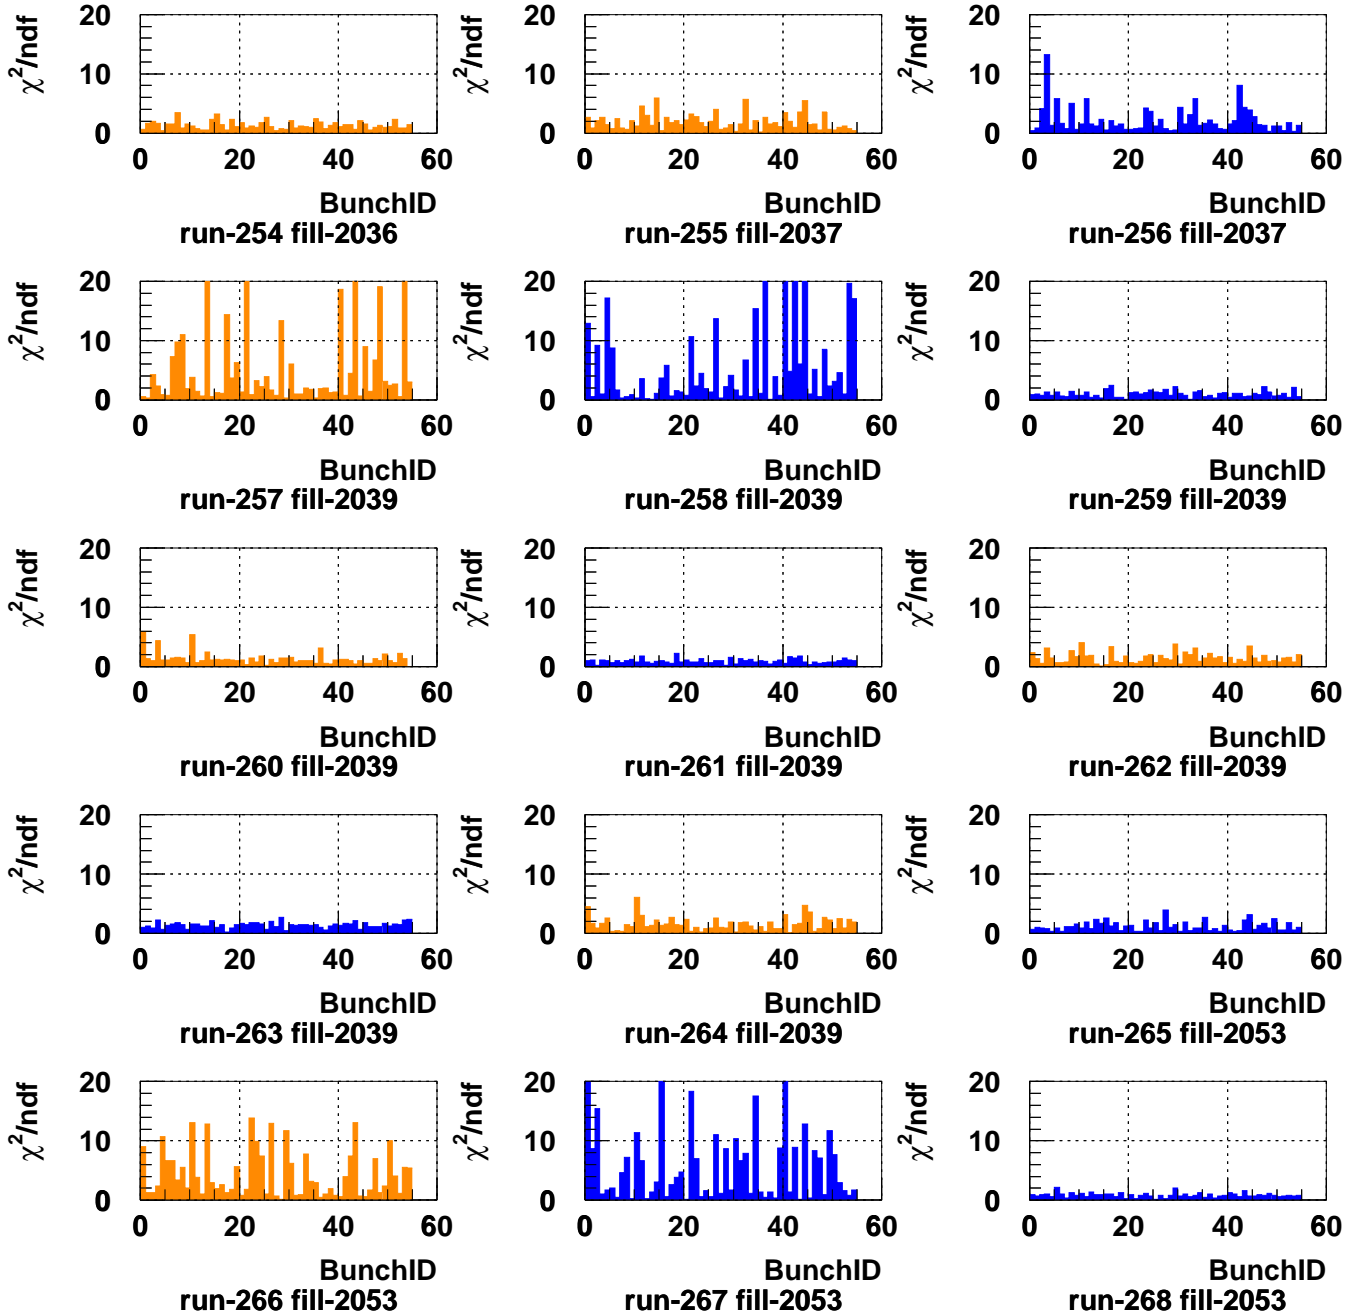 χ²/ndf 20 10 0 0 20 40 60 BunchID
χ²/ndf 20 10 0 0 20 40 60 BunchID
χ²/ndf 20 10 0 0 20 40 60 BunchID
run-254 fill-2036
run-255 fill-2037
run-256 fill-2037
χ²/ndf 20 10 0 0 20 40 60 BunchID
χ²/ndf 20 10 0 0 20 40 60 BunchID
χ²/ndf 20 10 0 0 20 40 60 BunchID
run-257 fill-2039
run-258 fill-2039
run-259 fill-2039
χ²/ndf 20 10 0 0 20 40 60 BunchID
χ²/ndf 20 10 0 0 20 40 60 BunchID
χ²/ndf 20 10 0 0 20 40 60 BunchID
run-260 fill-2039
run-261 fill-2039
run-262 fill-2039
χ²/ndf 20 10 0 0 20 40 60 BunchID
χ²/ndf 20 10 0 0 20 40 60 BunchID
χ²/ndf 20 10 0 0 20 40 60 BunchID
run-263 fill-2039
run-264 fill-2039
run-265 fill-2053
χ²/ndf 20 10 0 0 20 40 60 BunchID
χ²/ndf 20 10 0 0 20 40 60 BunchID
χ²/ndf 20 10 0 0 20 40 60 BunchID
run-266 fill-2053
run-267 fill-2053
run-268 fill-2053